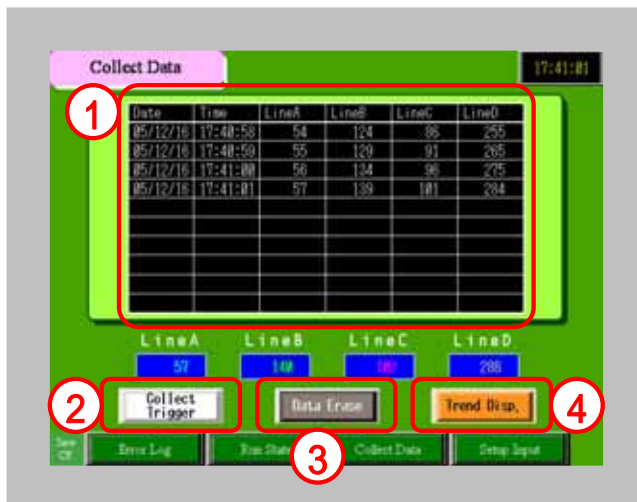 Collect Data
17:41:01
1
Date Time LineA LineB LineC LineD
05/12/16 17:40:58 54 124 86 255
05/12/16 17:40:59 55 129 91 265
05/12/16 17:41:00 56 134 96 275
05/12/16 17:41:01 57 139 101 284
LineA LineB LineC LineD
57 140 102 286
2
Collect
Trigger
Data Erase
Trend Disp.
4
Error Log
Run State
3
Collect Data
Setup Input